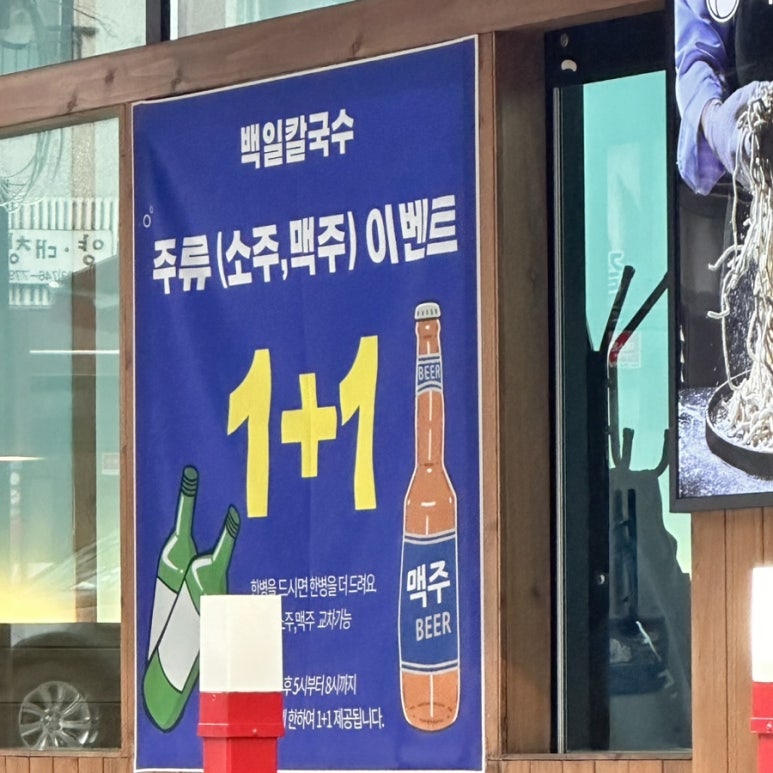 백일칼국수
주류 (소주,맥주) 이벤트
1+1
BEER
맥주
BEER
한병을 드시면 한병을 더 드려요
맥주 교차가능
5시부터 8시까지
한하여 1+1 제공됩니다.